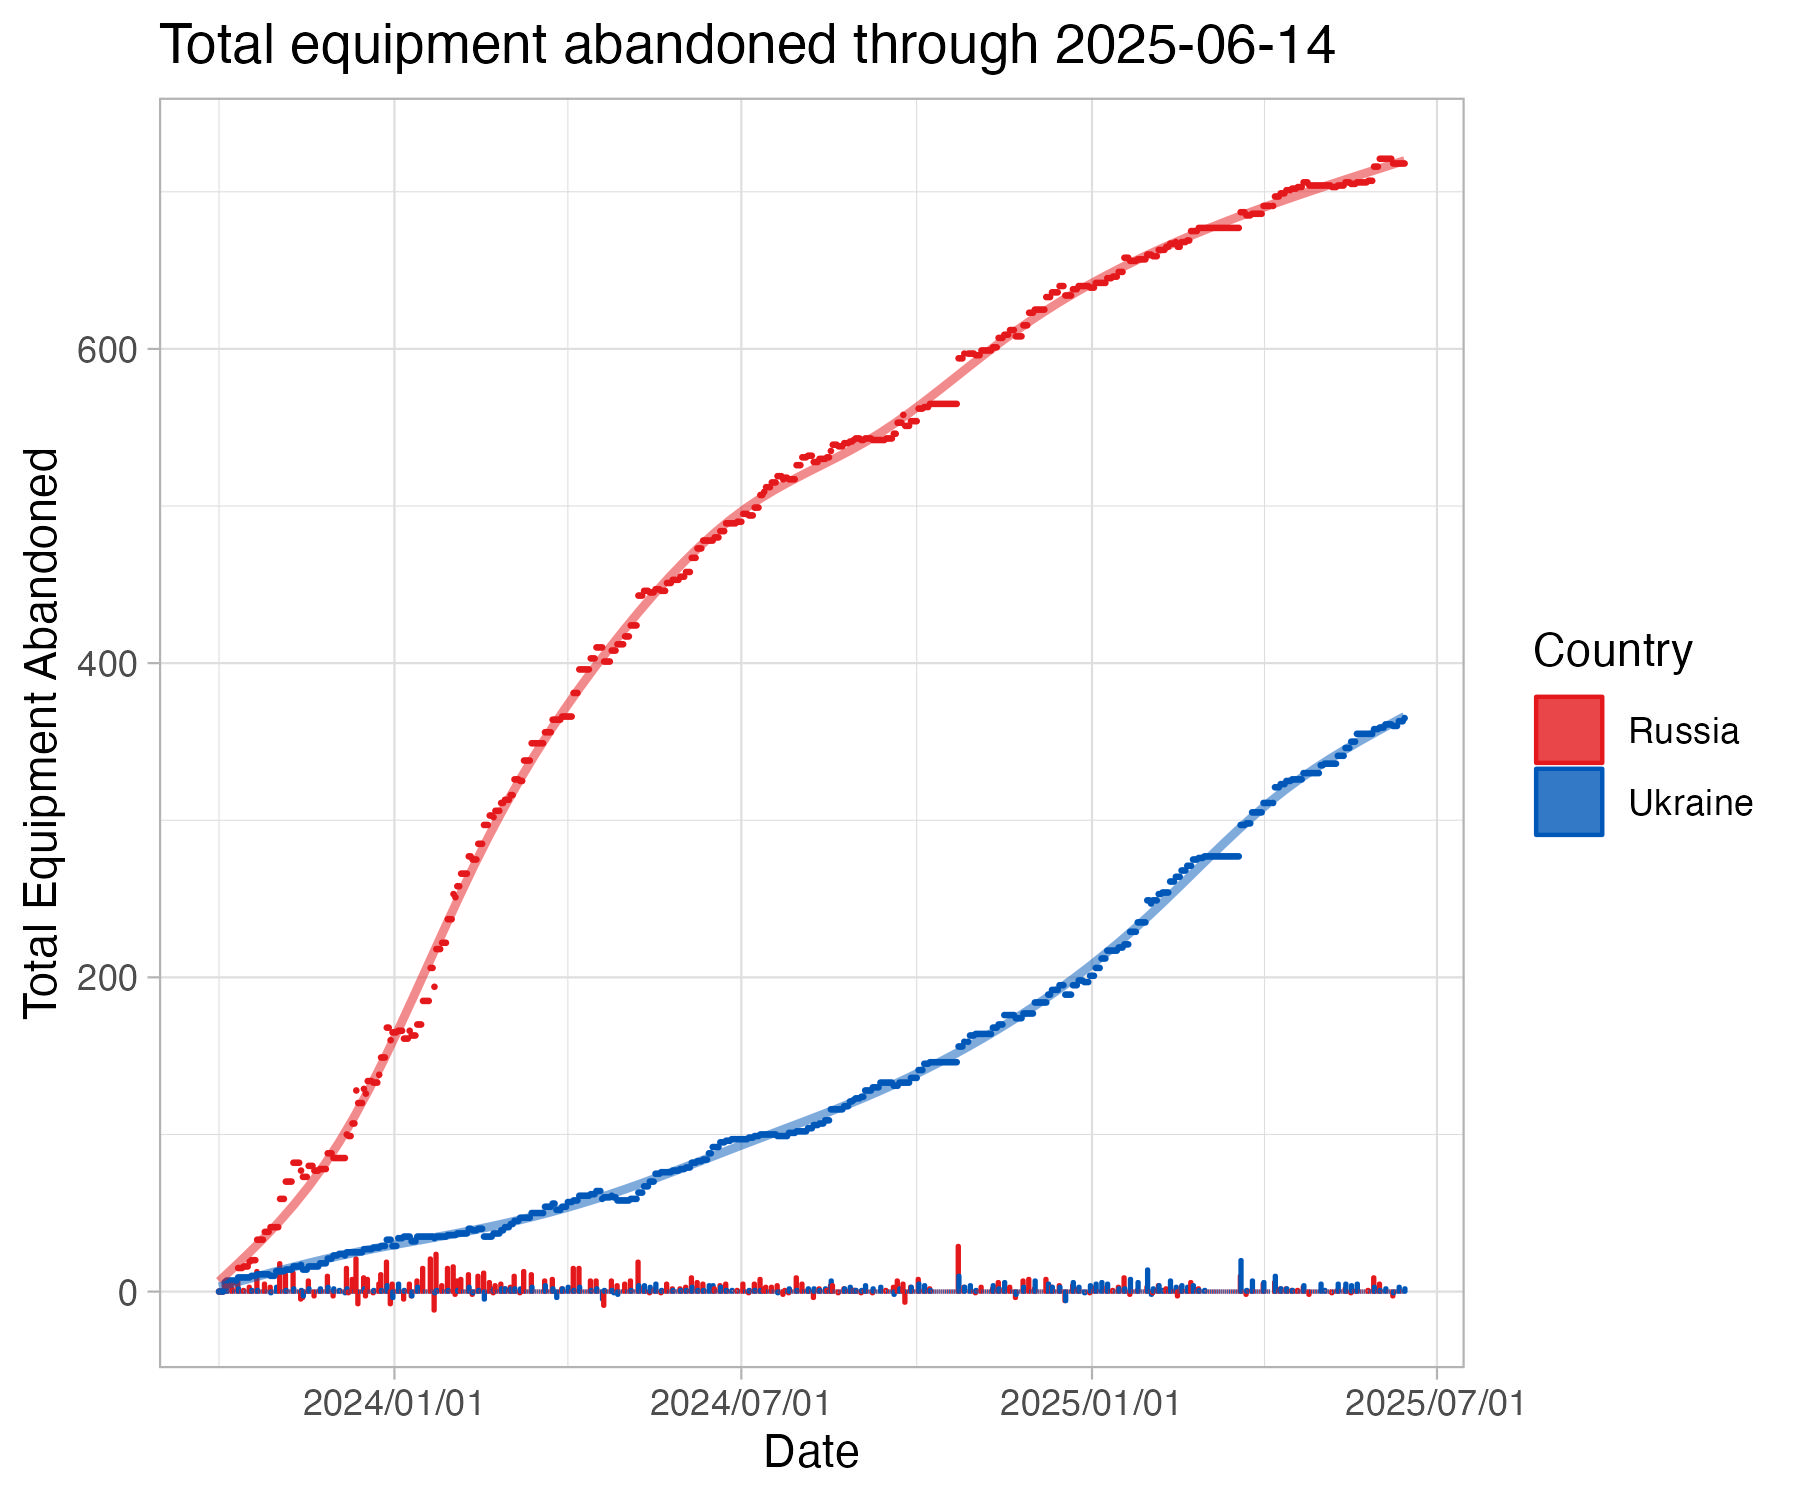 Total equipment abandoned through 2025-06-14
Total Equipment Abandoned
600
400
200
0
2024/01/01
2024/07/01
2025/01/01
2025/07/01
Date
Country
Russia
Ukraine